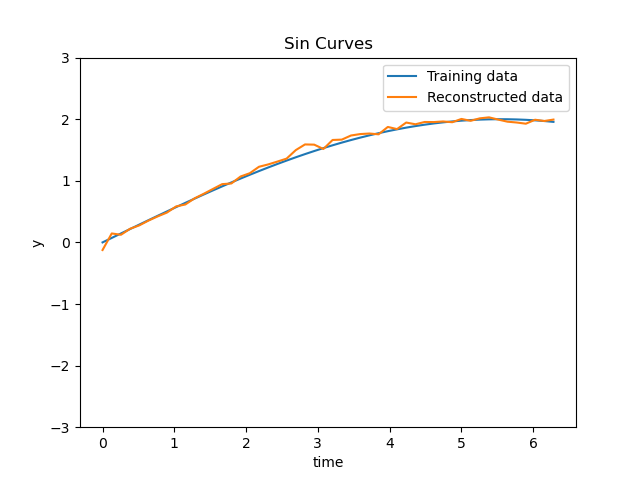 Sin Curves
Training data
Reconstructed data
3
2
1
0
−1
−2
−3
y
0 1 2 3 4 5 6
time